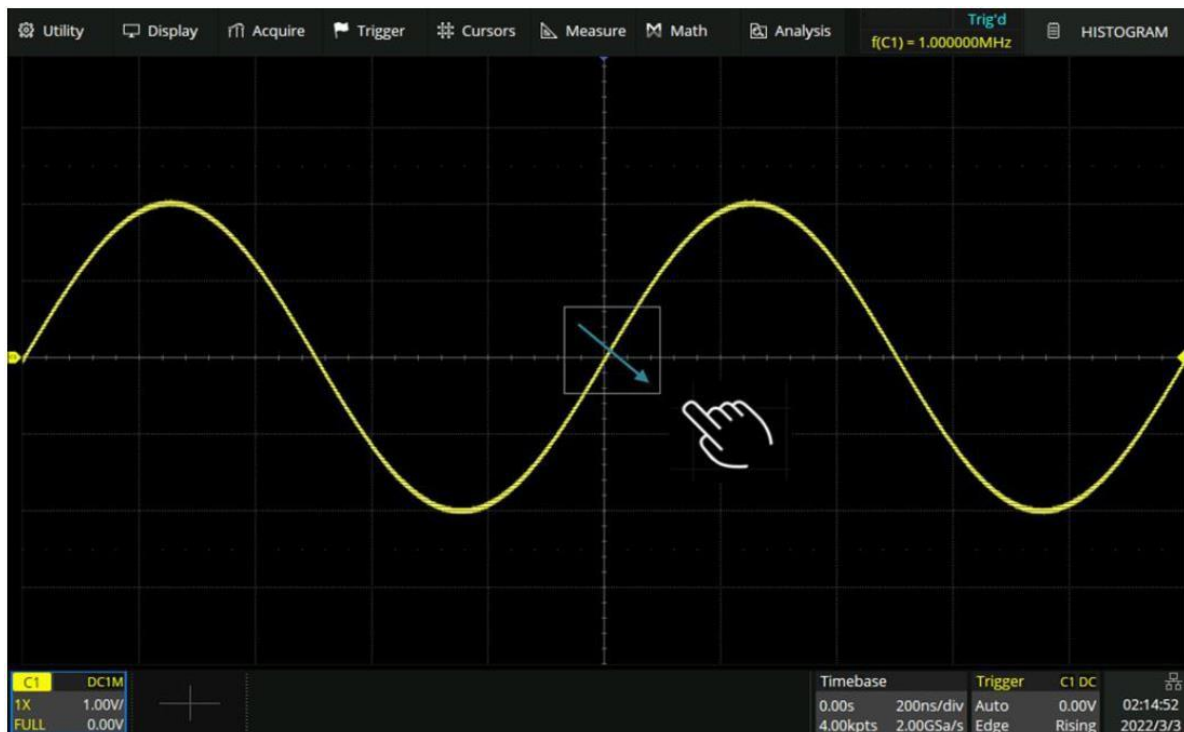 Utility Display Acquire Trigger Cursors Measure Math Analysis Trig'd HISTOGRAM
f(C1) = 1.000000MHz
C1 DC1M
1X 1.00V/
FULL 0.00V
Timebase
0.00s 200ns/div
4.00kpts 2.00GSa/s
Trigger C1 DC
Auto 0.00V
Edge Rising
02:14:52
2022/3/3